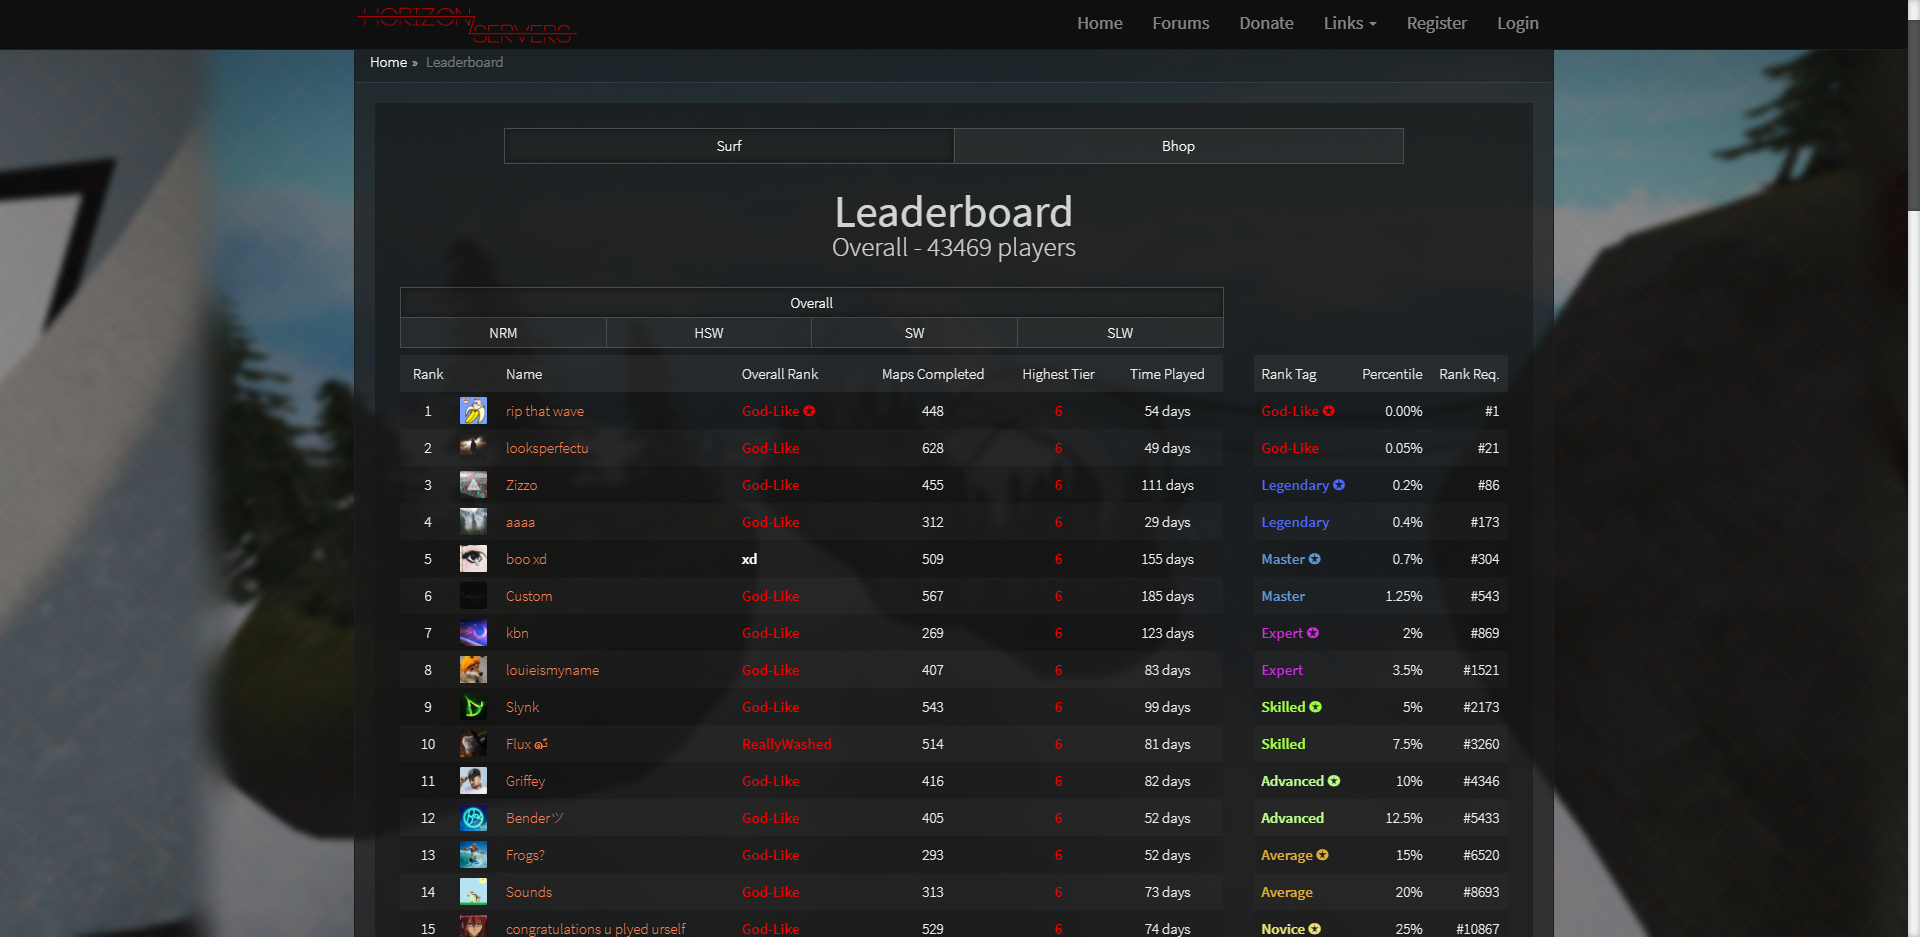 HORIZON
SERVERS
Home Forums Donate Links Register Login
Home » Leaderboard
Surf Bhop
Leaderboard
Overall - 43469 players
Overall
NRM HSW SW SLW
Rank Name Overall Rank Maps Completed Highest Tier Time Played
1 rip that wave God-Like 448 6 54 days
2 looksperfectu God-Like 628 6 49 days
3 Zizzo God-Like 455 6 111 days
4 aaaa God-Like 312 6 29 days
5 boo xd xd 509 6 155 days
6 Custom God-Like 567 6 185 days
7 kbn God-Like 269 6 123 days
8 louieismyname God-Like 407 6 83 days
9 Slynk God-Like 543 6 99 days
10 Flux ReallyWashed 514 6 81 days
11 Griffey God-Like 416 6 82 days
12 Benderツ God-Like 405 6 52 days
13 Frogs? God-Like 293 6 52 days
14 Sounds God-Like 313 6 73 days
15 congratulations u plyed urself God-Like 529 6 74 days
Rank Tag Percentile Rank Req.
God-Like ✪ 0.00% #1
God-Like 0.05% #21
Legendary ✪ 0.2% #86
Legendary 0.4% #173
Master ✪ 0.7% #304
Master 1.25% #543
Expert ✪ 2% #869
Expert 3.5% #1521
Skilled ✪ 5% #2173
Skilled 7.5% #3260
Advanced ✪ 10% #4346
Advanced 12.5% #5433
Average ✪ 15% #6520
Average 20% #8693
Novice ✪ 25% #10867